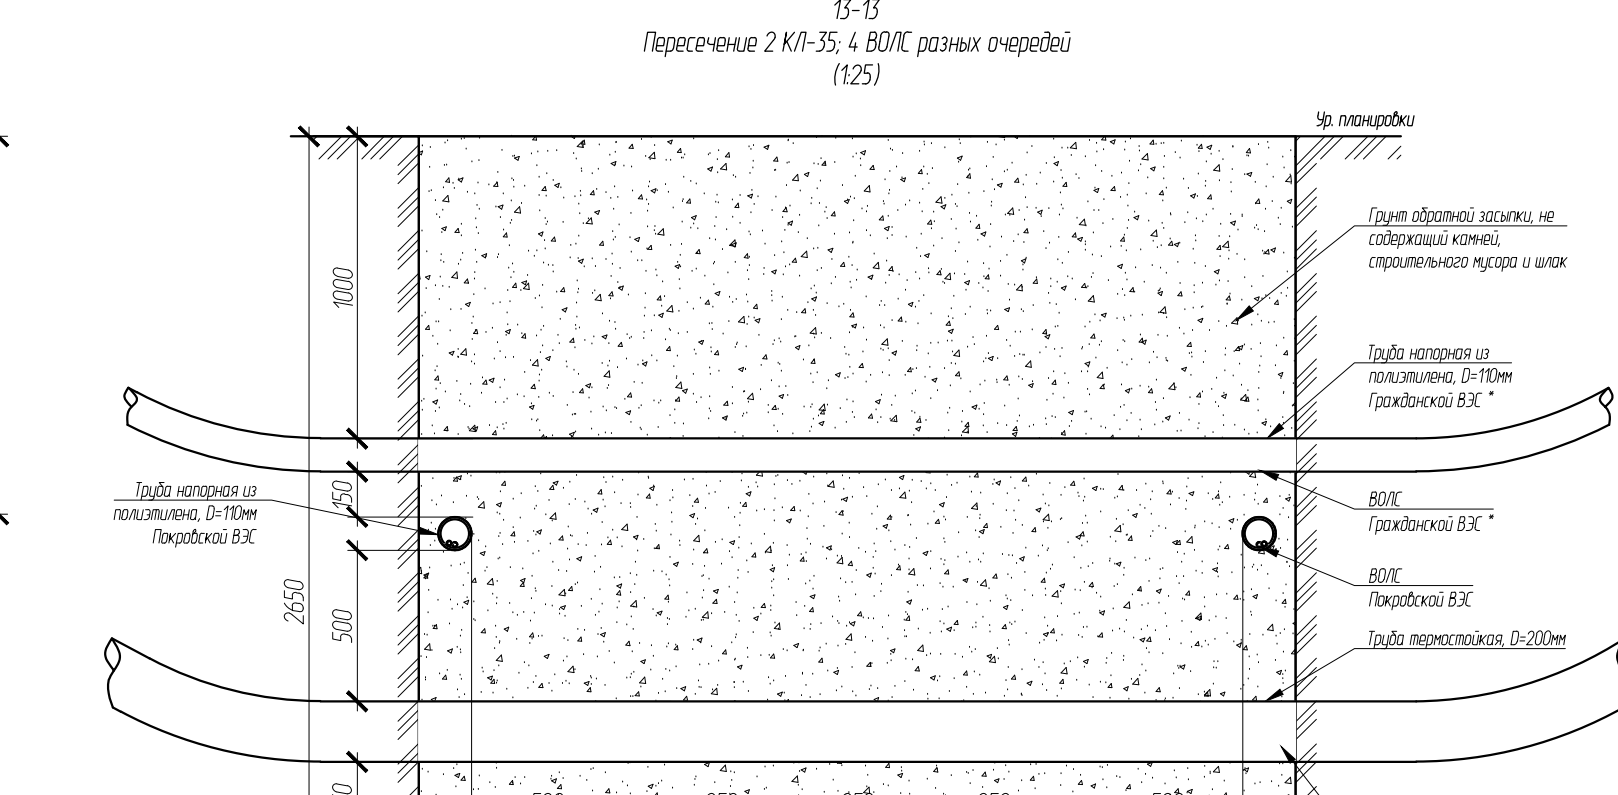 13-13
Пересечение 2 КЛ-35; 4 ВОЛС разных очередей
(1:25)
Ур. планировки
Грунт обратной засыпки, не
содержащий камней,
строительного мусора и шлак
1000
Труба напорная из
полиэтилена, D=110мм
Гражданской ВЭС *
150
Труба напорная из
полиэтилена, D=110мм
Покровской ВЭС
ВОЛС
Гражданской ВЭС *
ВОЛС
Покровской ВЭС
2650
500
Труба термостойкая, D=200мм